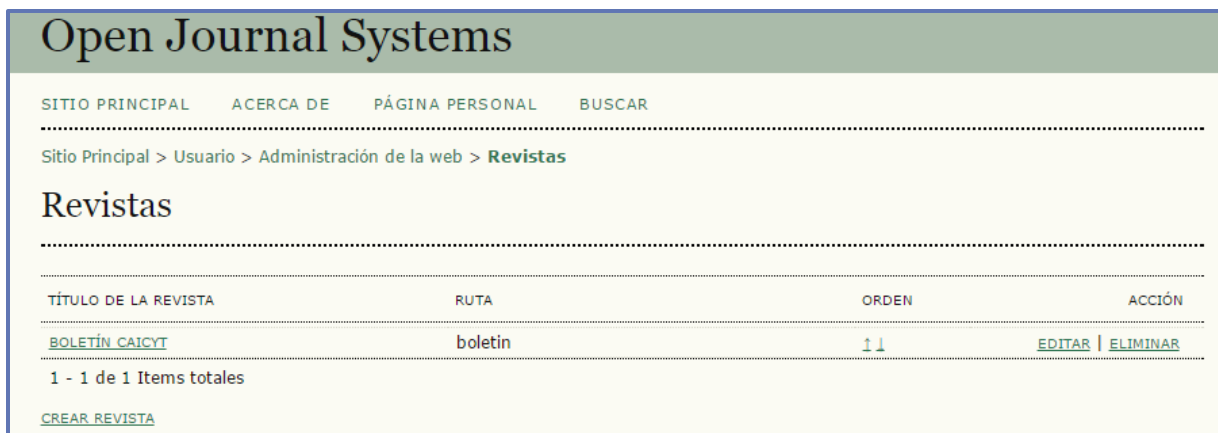 Open Journal Systems
SITIO PRINCIPAL ACERCA DE PÁGINA PERSONAL BUSCAR
Sitio Principal > Usuario > Administración de la web > Revistas
Revistas
TÍTULO DE LA REVISTA RUTA ORDEN ACCIÓN
BOLETÍN CAICYT boletin ↑ ↓ EDITAR | ELIMINAR
1 - 1 de 1 Items totales
CREAR REVISTA